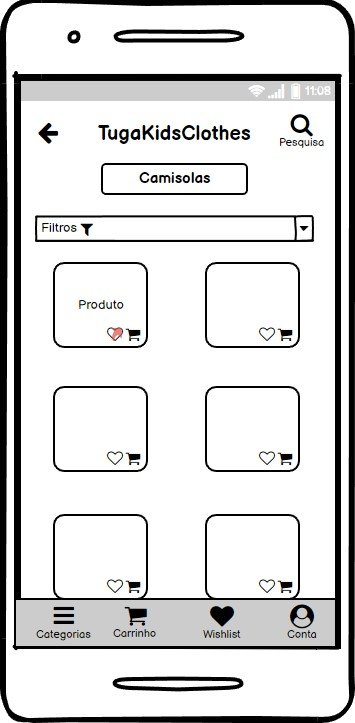 11:08
TugaKidsClothes
Pesquisa
Camisolas
Filtros
Produto
Categorias Carrinho Wishlist Conta